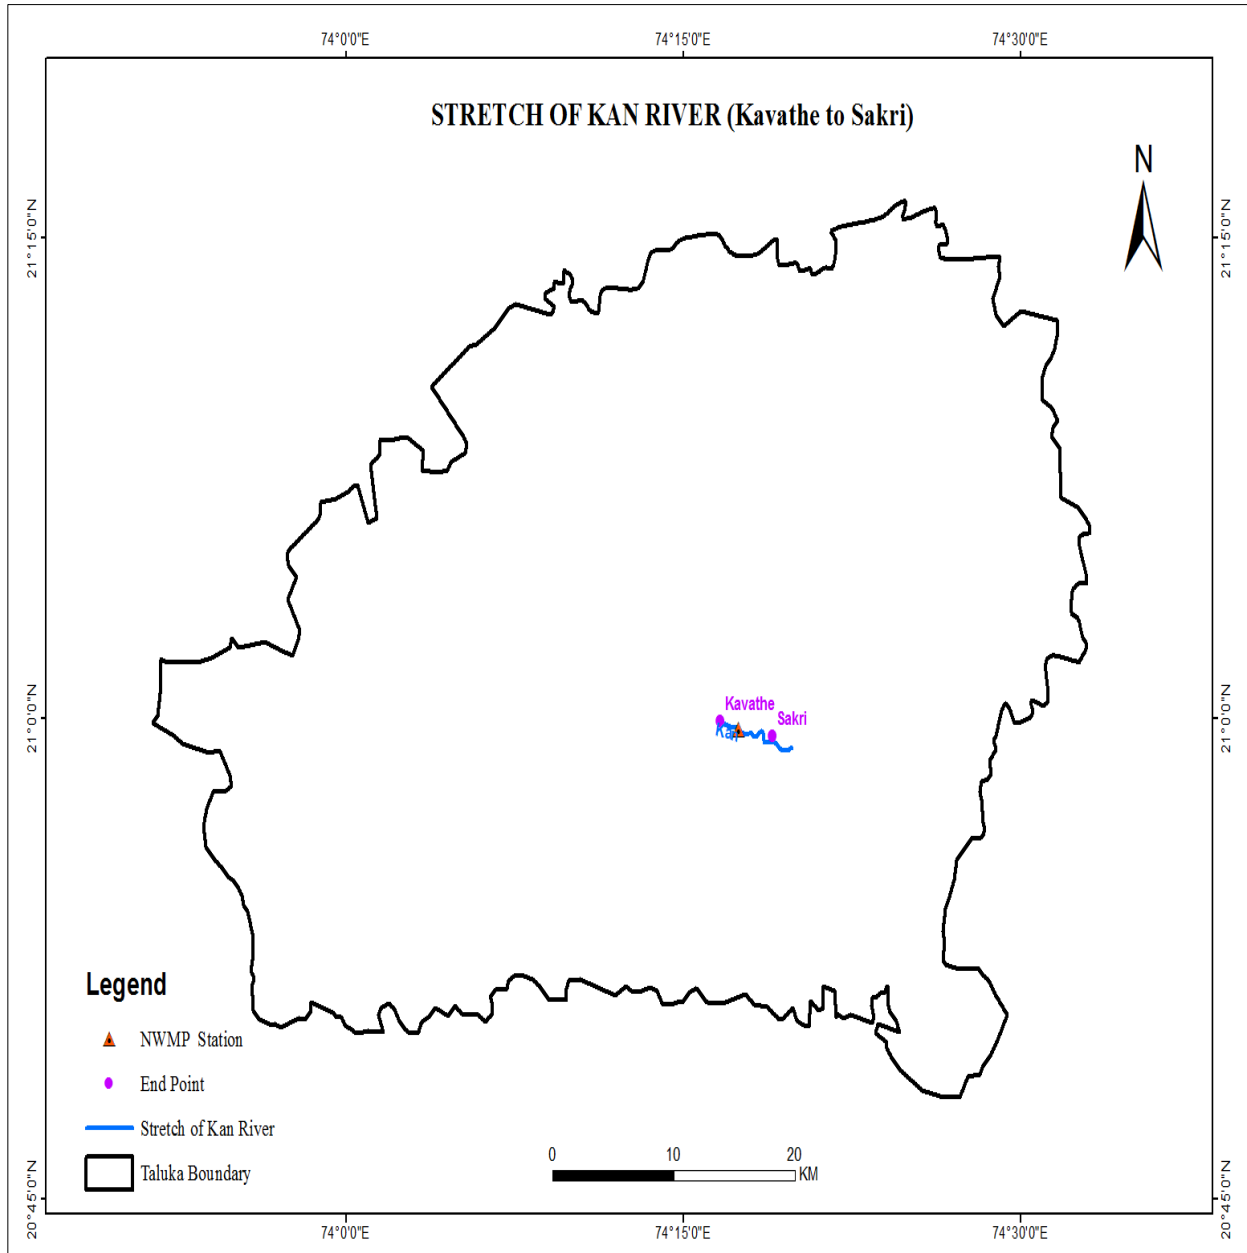 74°0'0"E 74°15'0"E 74°30'0"E
STRETCH OF KAN RIVER (Kavathe to Sakri)
N
21°15'0"N 21°15'0"N
Kavathe
Sakri
21°0'0"N 21°0'0"N
Legend
NWMP Station
End Point
Stretch of Kan River
Taluka Boundary
0 10 20
KM
20°45'0"N 20°45'0"N
74°0'0"E 74°15'0"E 74°30'0"E